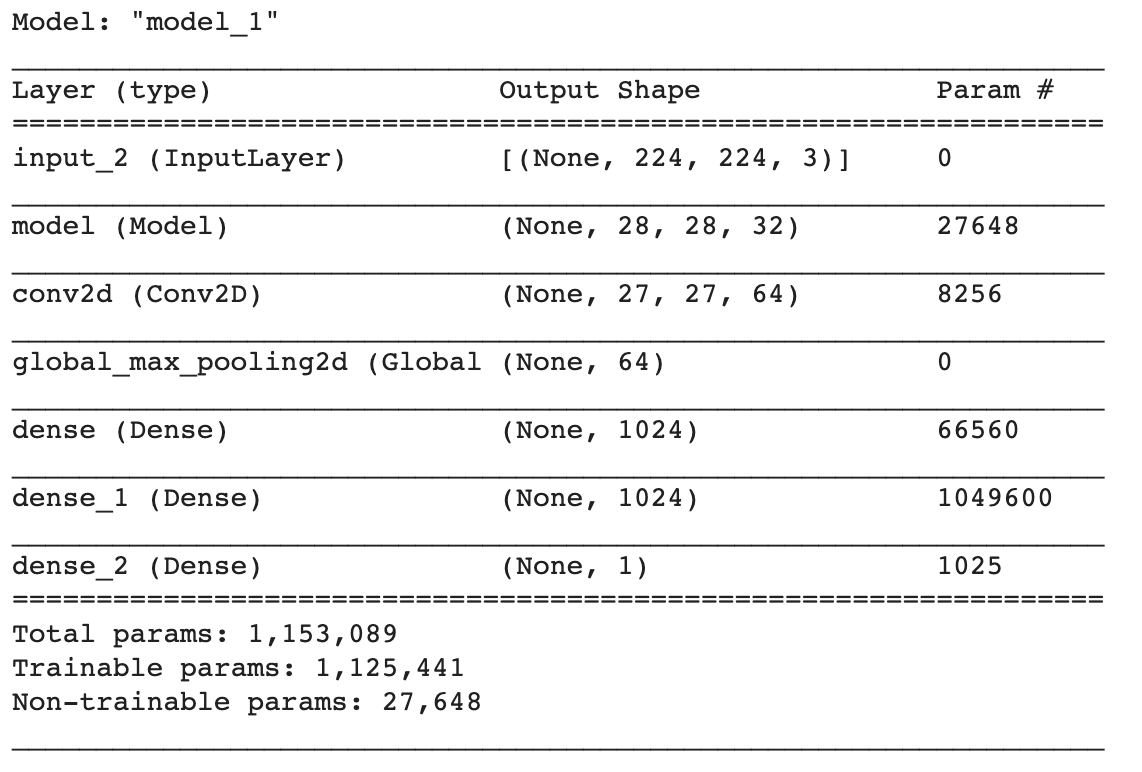 Model: "model_1"
Layer (type) Output Shape Param #
=================================================================
input_2 (InputLayer) [(None, 224, 224, 3)] 0
model (Model) (None, 28, 28, 32) 27648
conv2d (Conv2D) (None, 27, 27, 64) 8256
global_max_pooling2d (Global (None, 64) 0
dense (Dense) (None, 1024) 66560
dense_1 (Dense) (None, 1024) 1049600
dense_2 (Dense) (None, 1) 1025
=================================================================
Total params: 1,153,089
Trainable params: 1,125,441
Non-trainable params: 27,648